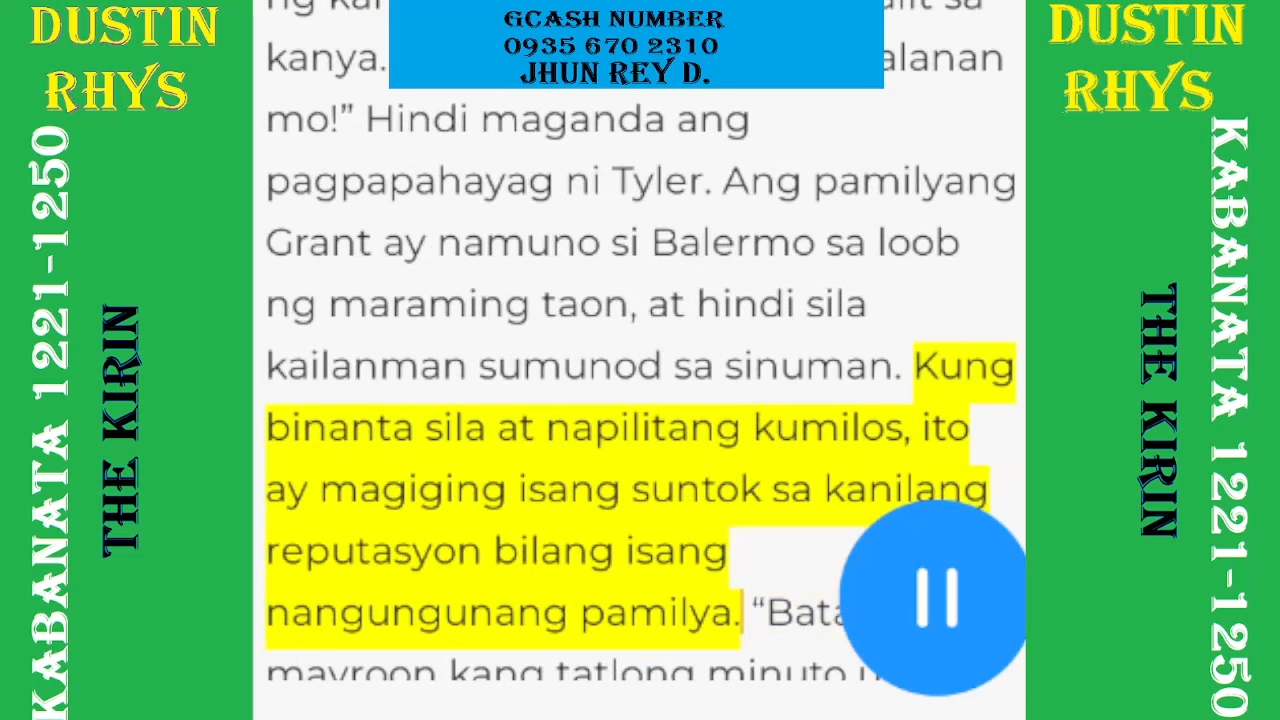 DUSTIN
RHYS
KABANATA 1221-1250
THE KIRIN
GCASH NUMBER
0935 670 2310
JHUN REY D.
sa
kanya. alanan
mo!” Hindi maganda ang
pagpapahayag ni Tyler. Ang pamilyang
Grant ay namuno si Balermo sa loob
ng maraming taon, at hindi sila
kailanman sumunod sa sinuman. Kung
binanta sila at napilitang kumilos, ito
ay magiging isang suntok sa kanilang
reputasyon bilang isang
nangungunang pamilya. “Bata
mayroon kang tatlong minuto
DUSTIN
RHYS
KABANATA 1221-1250
THE KIRIN